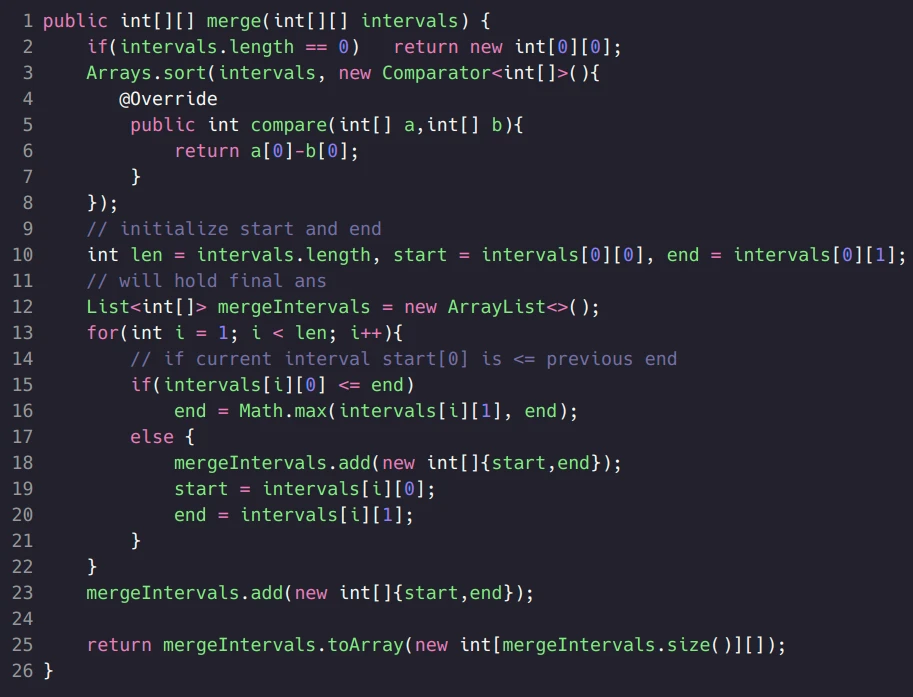 1 public int[][] merge(int[][] intervals) {
2     if(intervals.length == 0)   return new int[0][0];
3     Arrays.sort(intervals, new Comparator<int[]>(){
4        @Override
5         public int compare(int[] a,int[] b){
6             return a[0]-b[0];
7         }
8     });
9     // initialize start and end
10     int len = intervals.length, start = intervals[0][0], end = intervals[0][1];
11     // will hold final ans
12     List<int[]> mergeIntervals = new ArrayList<>();
13     for(int i = 1; i < len; i++){
14         // if current interval start[0] is <= previous end
15         if(intervals[i][0] <= end)
16             end = Math.max(intervals[i][1], end);
17         else {
18             mergeIntervals.add(new int[]{start,end});
19             start = intervals[i][0];
20             end = intervals[i][1];
21         }
22     }
23     mergeIntervals.add(new int[]{start,end});
24
25     return mergeIntervals.toArray(new int[mergeIntervals.size()][]);
26 }